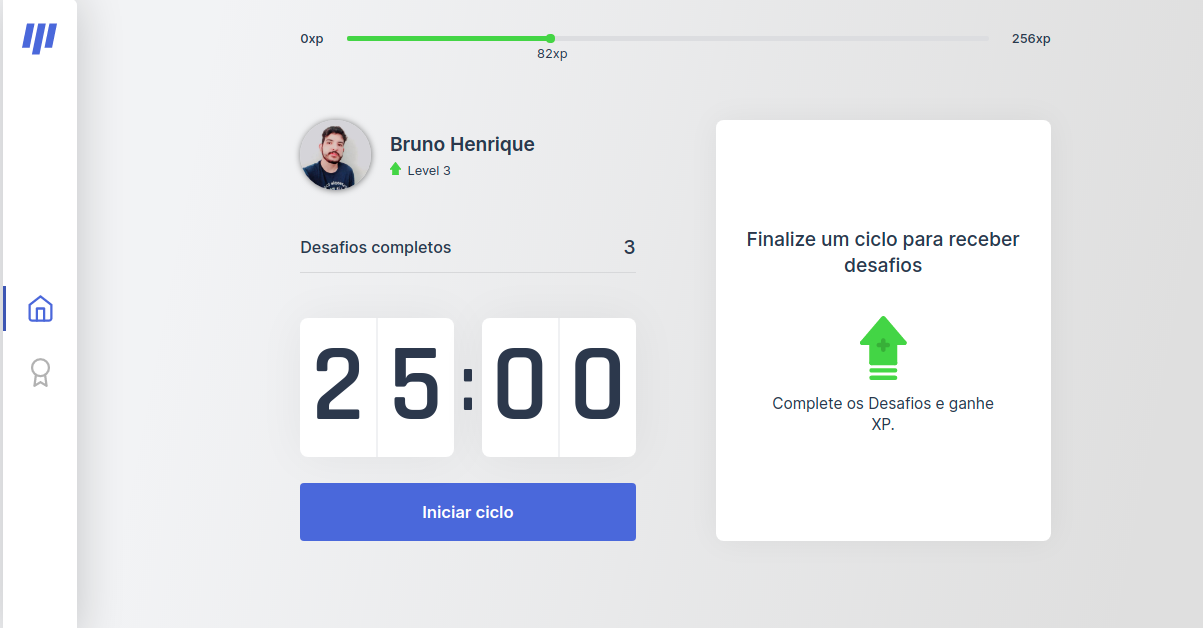 0xp
256xp
82xp
Bruno Henrique
Level 3
Desafios completos
3
25:00
Iniciar ciclo
Finalize um ciclo para receber
desafios
Complete os Desafios e ganhe
XP.